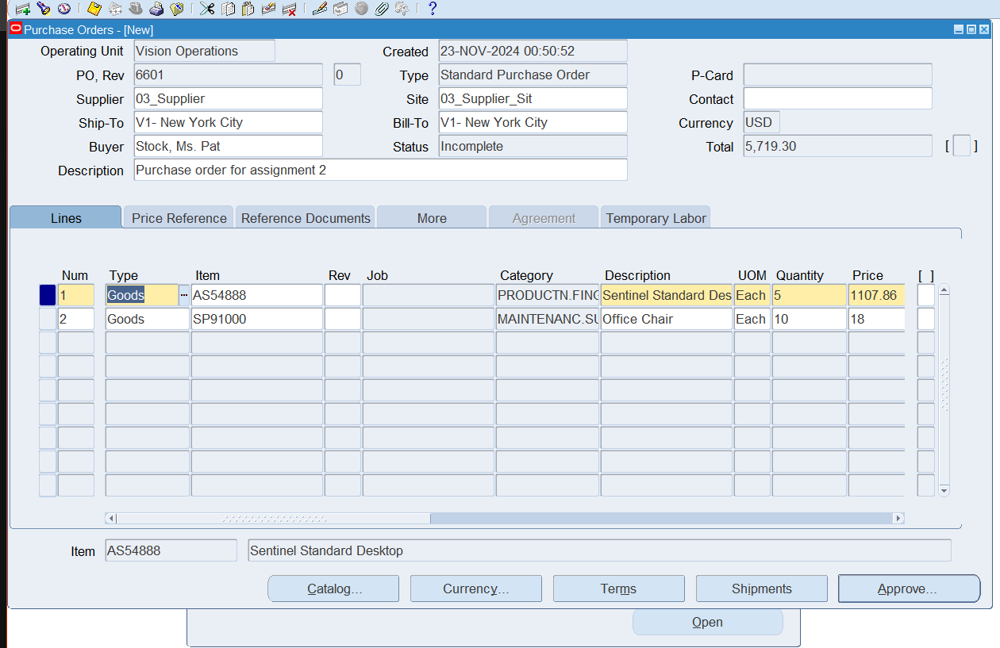 Purchase Orders - [New]
Operating Unit Vision Operations Created 23-NOV-2024 00:50:52
PO, Rev 6601 0 Type Standard Purchase Order P-Card
Supplier 03_Supplier Site 03_Supplier_Sit Contact
Ship-To V1- New York City Bill-To V1- New York City Currency USD
Buyer Stock, Ms. Pat Status Incomplete Total 5,719.30 [ ]
Description Purchase order for assignment 2
Lines Price Reference Reference Documents More Agreement Temporary Labor
Num Type Item Rev Job Category Description UOM Quantity Price [ ]
1 Goods ... AS54888 PRODUCTN.FING Sentinel Standard Des Each 5 1107.86
2 Goods SP91000 MAINTENANC.SU Office Chair Each 10 18
Item AS54888 Sentinel Standard Desktop
Catalog... Currency... Terms Shipments Approve...
Open